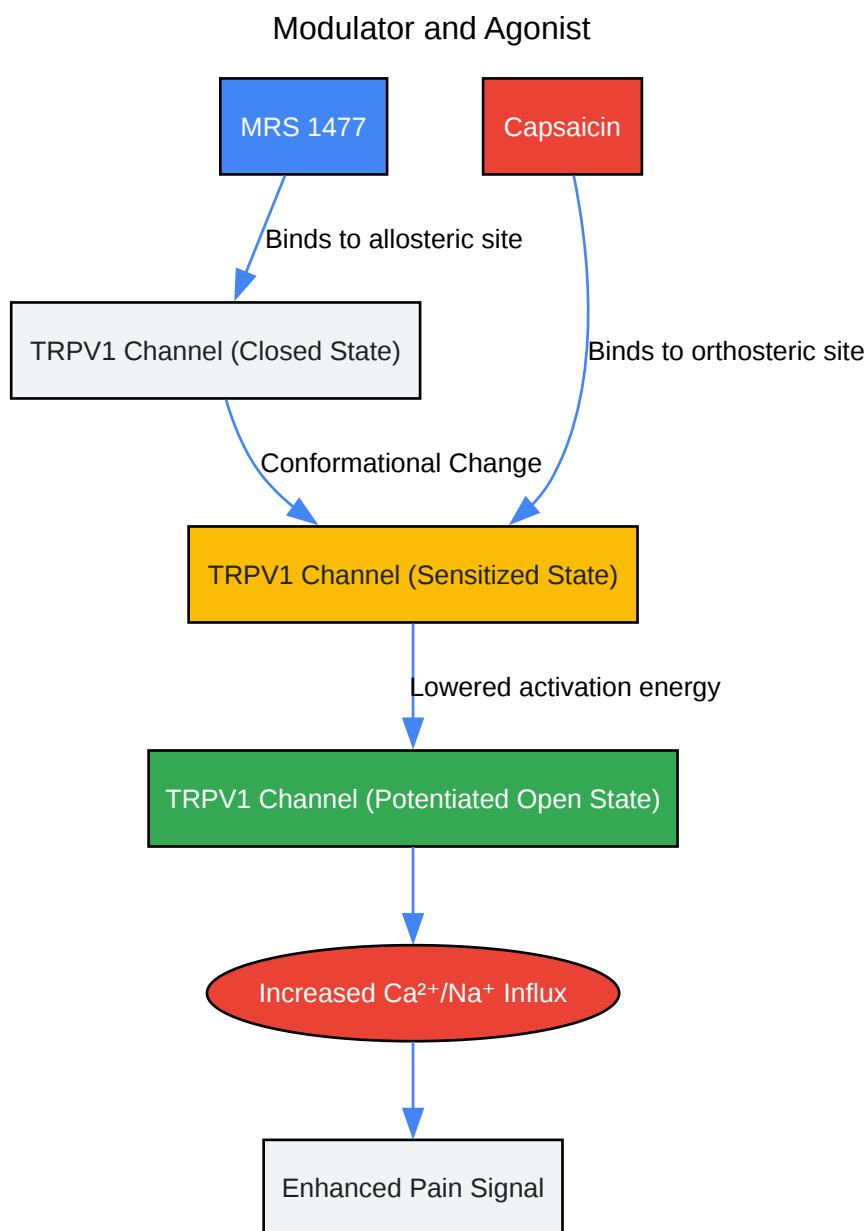 Modulator and Agonist
MRS 1477
Capsaicin
Binds to allosteric site
TRPV1 Channel (Closed State)
Binds to orthosteric site
Conformational Change
TRPV1 Channel (Sensitized State)
Lowered activation energy
TRPV1 Channel (Potentiated Open State)
Increased Ca²⁺/Na⁺ Influx
Enhanced Pain Signal